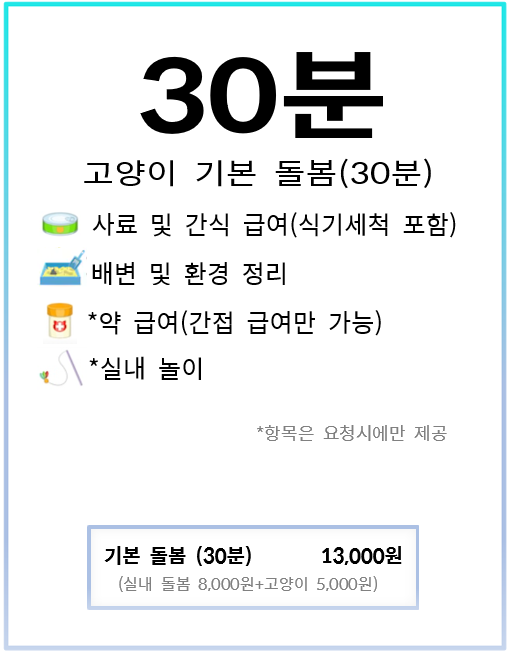 30분
고양이 기본 돌봄(30분)
사료 및 간식 급여(식기세척 포함)
배변 및 환경 정리
*약 급여(간접 급여만 가능)
*실내 놀이
*항목은 요청시에만 제공
기본 돌봄 (30분) 13,000원
(실내 돌봄 8,000원+고양이 5,000원)